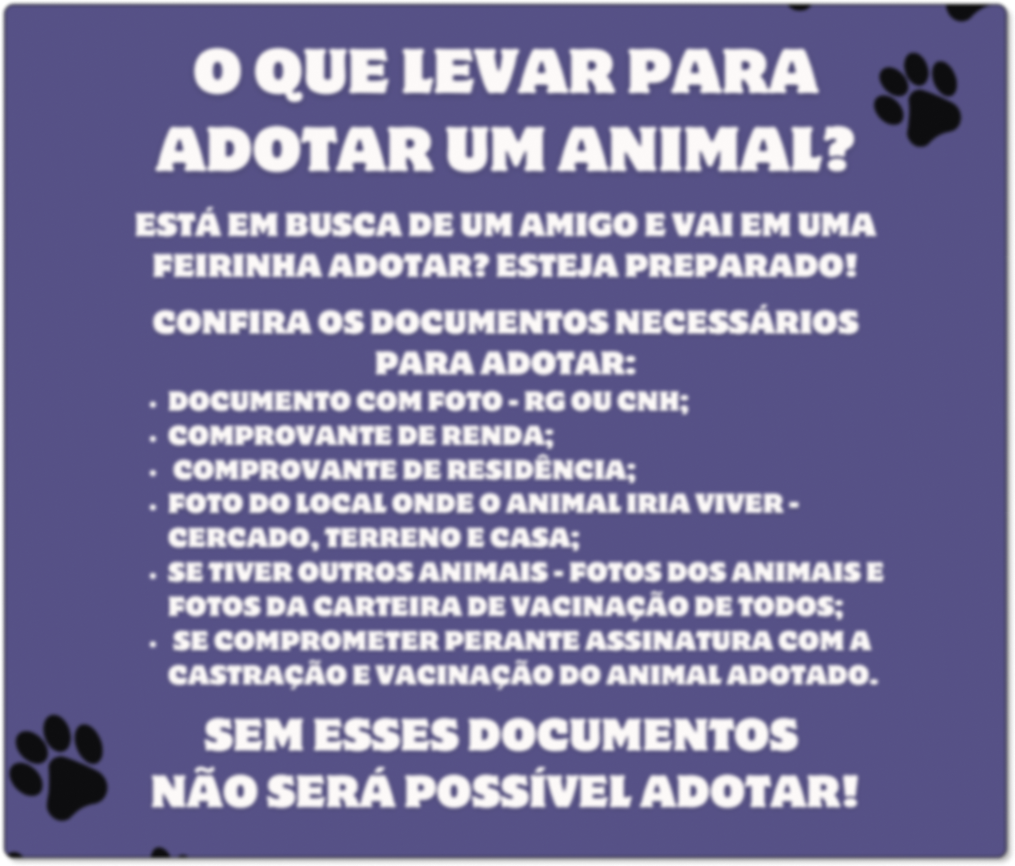 O QUE LEVAR PARA
ADOTAR UM ANIMAL?
ESTÁ EM BUSCA DE UM AMIGO E VAI EM UMA
FEIRINHA ADOTAR? ESTEJA PREPARADO!
CONFIRA OS DOCUMENTOS NECESSÁRIOS
PARA ADOTAR:
• DOCUMENTO COM FOTO - RG OU CNH;
• COMPROVANTE DE RENDA;
• COMPROVANTE DE RESIDÊNCIA;
• FOTO DO LOCAL ONDE O ANIMAL IRIA VIVER -
CERCADO, TERRENO E CASA;
• SE TIVER OUTROS ANIMAIS - FOTOS DOS ANIMAIS E
FOTOS DA CARTEIRA DE VACINAÇÃO DE TODOS;
• SE COMPROMETER PERANTE ASSINATURA COM A
CASTRAÇÃO E VACINAÇÃO DO ANIMAL ADOTADO.
SEM ESSES DOCUMENTOS
NÃO SERÁ POSSÍVEL ADOTAR!